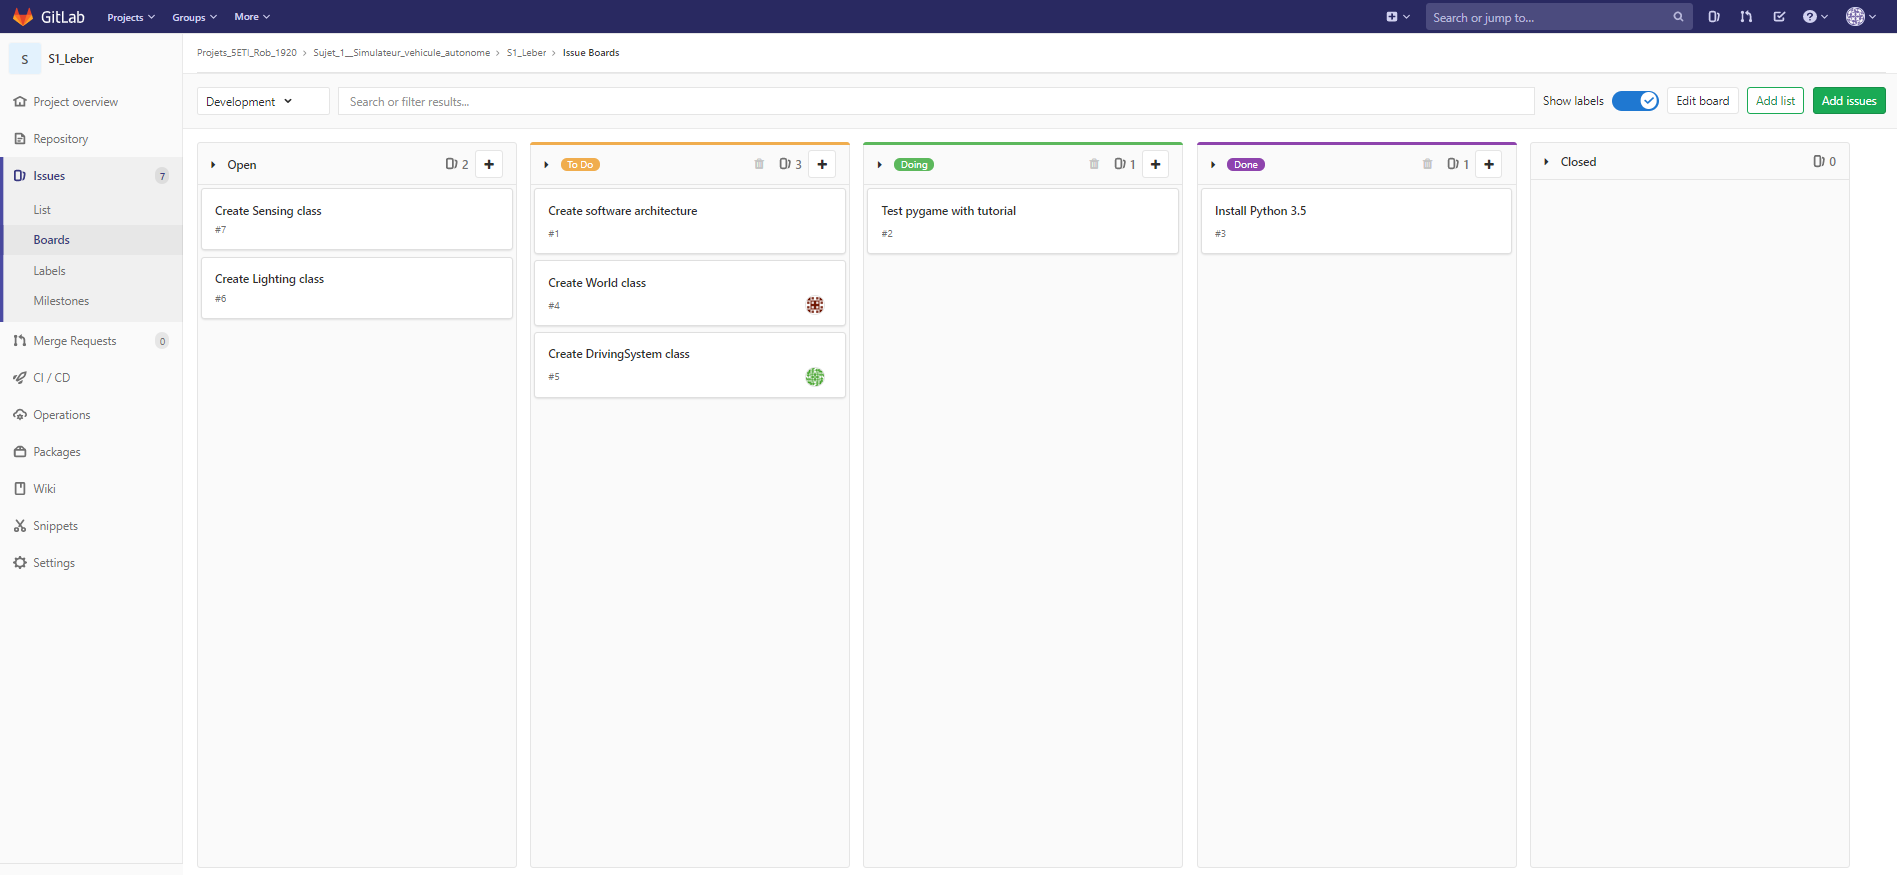 GitLab Projects Groups More Search or jump to...
S S1_Leber
Projets_5ETI_Rob_1920 › Sujet_1__Simulateur_vehicule_autonome › S1_Leber › Issue Boards
Project overview
Repository
Issues 7
List
Boards
Labels
Milestones
Merge Requests 0
CI / CD
Operations
Packages
Wiki
Snippets
Settings
Development Search or filter results... Show labels Edit board Add list Add issues
Open 2
Create Sensing class
#7
Create Lighting class
#6
To Do 3
Create software architecture
#1
Create World class
#4
Create DrivingSystem class
#5
Doing 1
Test pygame with tutorial
#2
Done 1
Install Python 3.5
#3
Closed 0